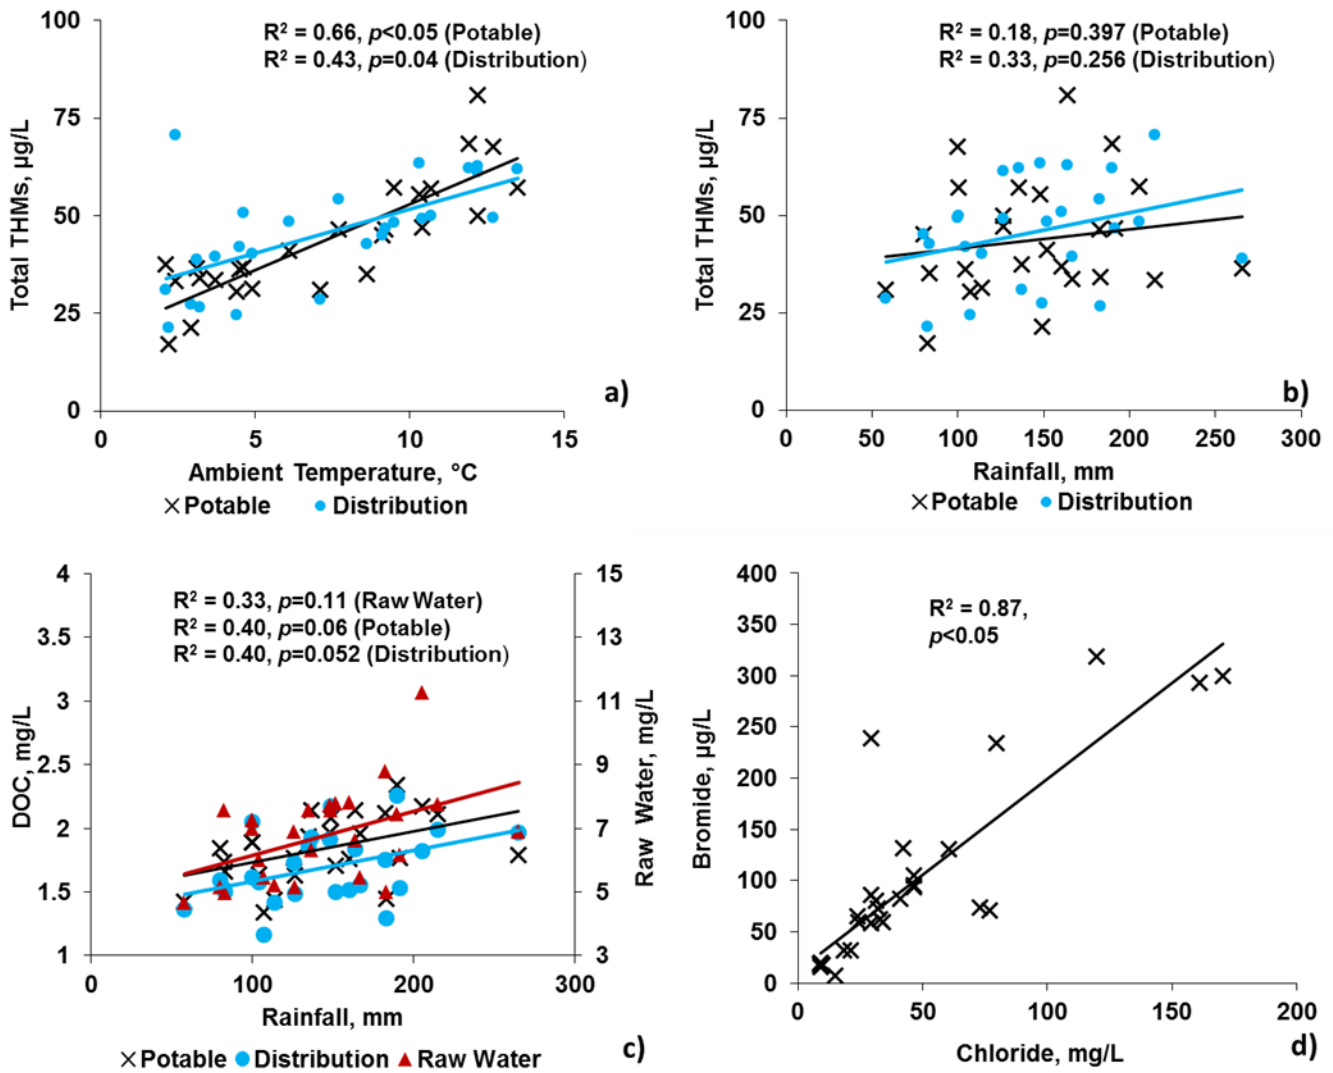 R² = 0.66, p<0.05 (Potable)
R² = 0.43, p=0.04 (Distribution)
Total THMs, µg/L
100
75
50
25
0
0 5 10 15
Ambient Temperature, °C
Potable Distribution
a)
R² = 0.18, p=0.397 (Potable)
R² = 0.33, p=0.256 (Distribution)
Total THMs, µg/L
100
75
50
25
0
0 50 100 150 200 250 300
Rainfall, mm
Potable Distribution
b)
R² = 0.33, p=0.11 (Raw Water)
R² = 0.40, p=0.06 (Potable)
R² = 0.40, p=0.052 (Distribution)
DOC, mg/L
4
3.5
3
2.5
2
1.5
1
15
13
11
9
7
5
3
Raw Water, mg/L
0 100 200 300
Rainfall, mm
Potable Distribution Raw Water
c)
R² = 0.87,
p<0.05
Bromide, µg/L
400
350
300
250
200
150
100
50
0
0 50 100 150 200
Chloride, mg/L
d)